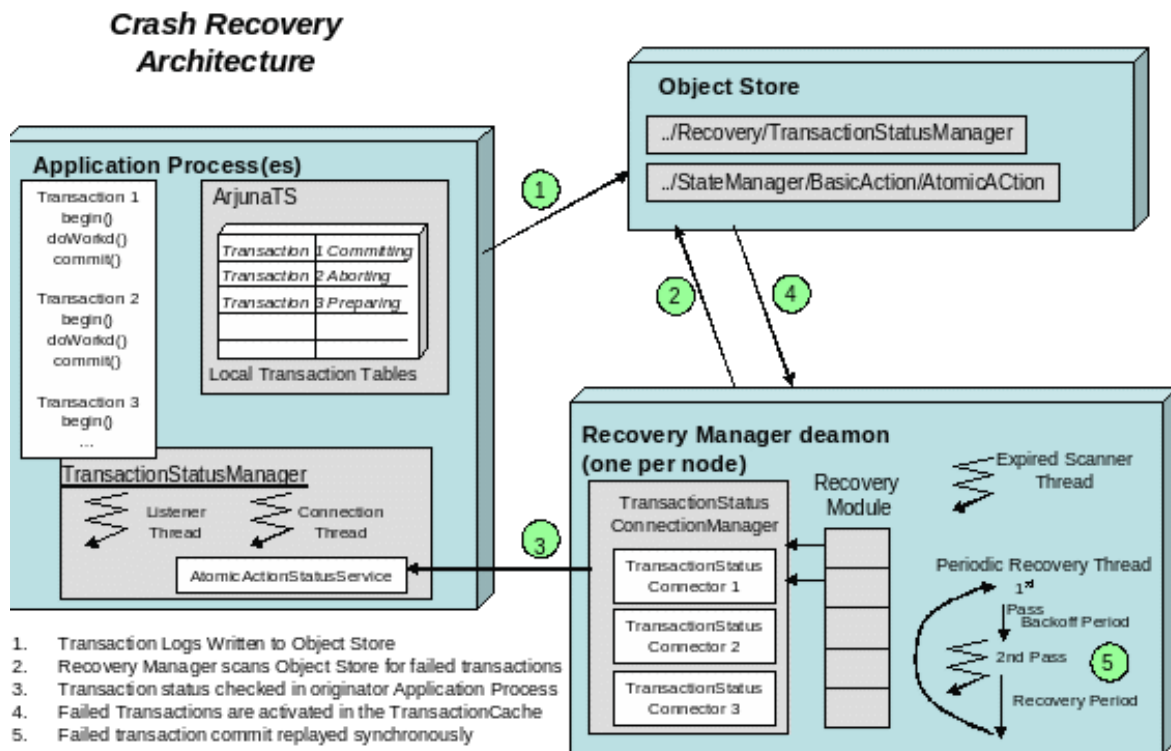 Crash Recovery
Architecture
Application Process(es)
Transaction 1
begin()
doWorkd()
commit()
Transaction 2
begin()
doWorkd()
commit()
Transaction 3
begin()
...
ArjunaTS
Transaction 1 Committing
Transaction 2 Aborting
Transaction 3 Preparing
Local Transaction Tables
TransactionStatusManager
Listener
Thread
Connection
Thread
AtomicActionStatusService
1
Object Store
../Recovery/TransactionStatusManager
../StateManager/BasicAction/AtomicACtion
2
4
3
Recovery Manager deamon
(one per node)
TransactionStatus
ConnectionManager
TransactionStatus
Connector 1
TransactionStatus
Connector 2
TransactionStatus
Connector 3
Recovery
Module
Expired Scanner
Thread
Periodic Recovery Thread
1rd
Pass
Backoff Period
2nd Pass
5
Recovery Period
1. Transaction Logs Written to Object Store
2. Recovery Manager scans Object Store for failed transactions
3. Transaction status checked in originator Application Process
4. Failed Transactions are activated in the TransactionCache
5. Failed transaction commit replayed synchronously